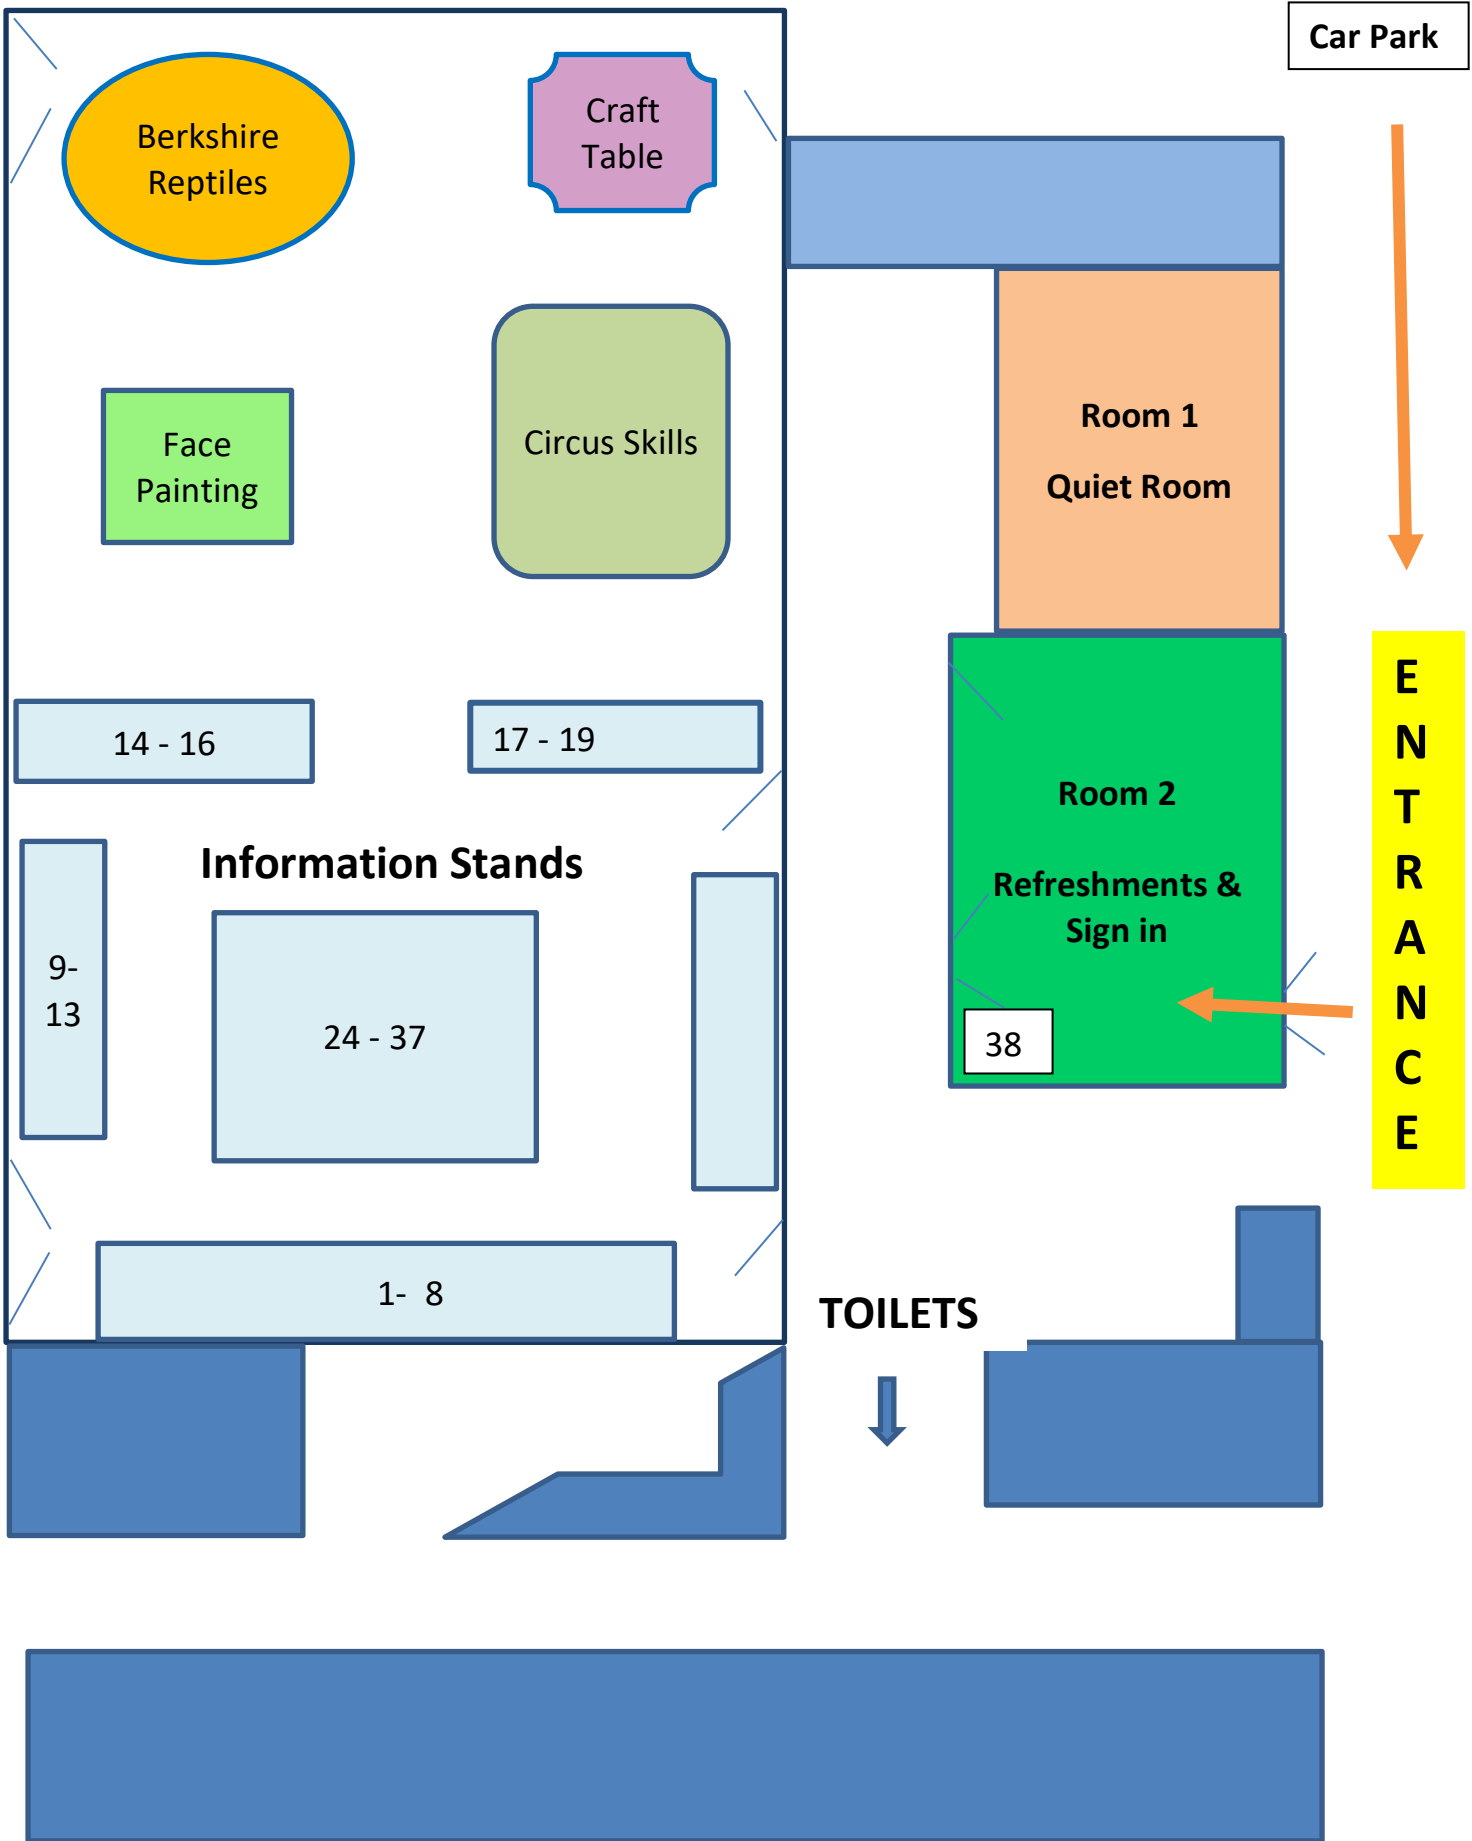 Car Park
Berkshire
Reptiles
Craft
Table
Face
Painting
Circus Skills
Room 1
Quiet Room
14 - 16
17 - 19
Information Stands
9-
13
24 - 37
1-  8
Room 2
Refreshments &
Sign in
38
E
N
T
R
A
N
C
E
TOILETS